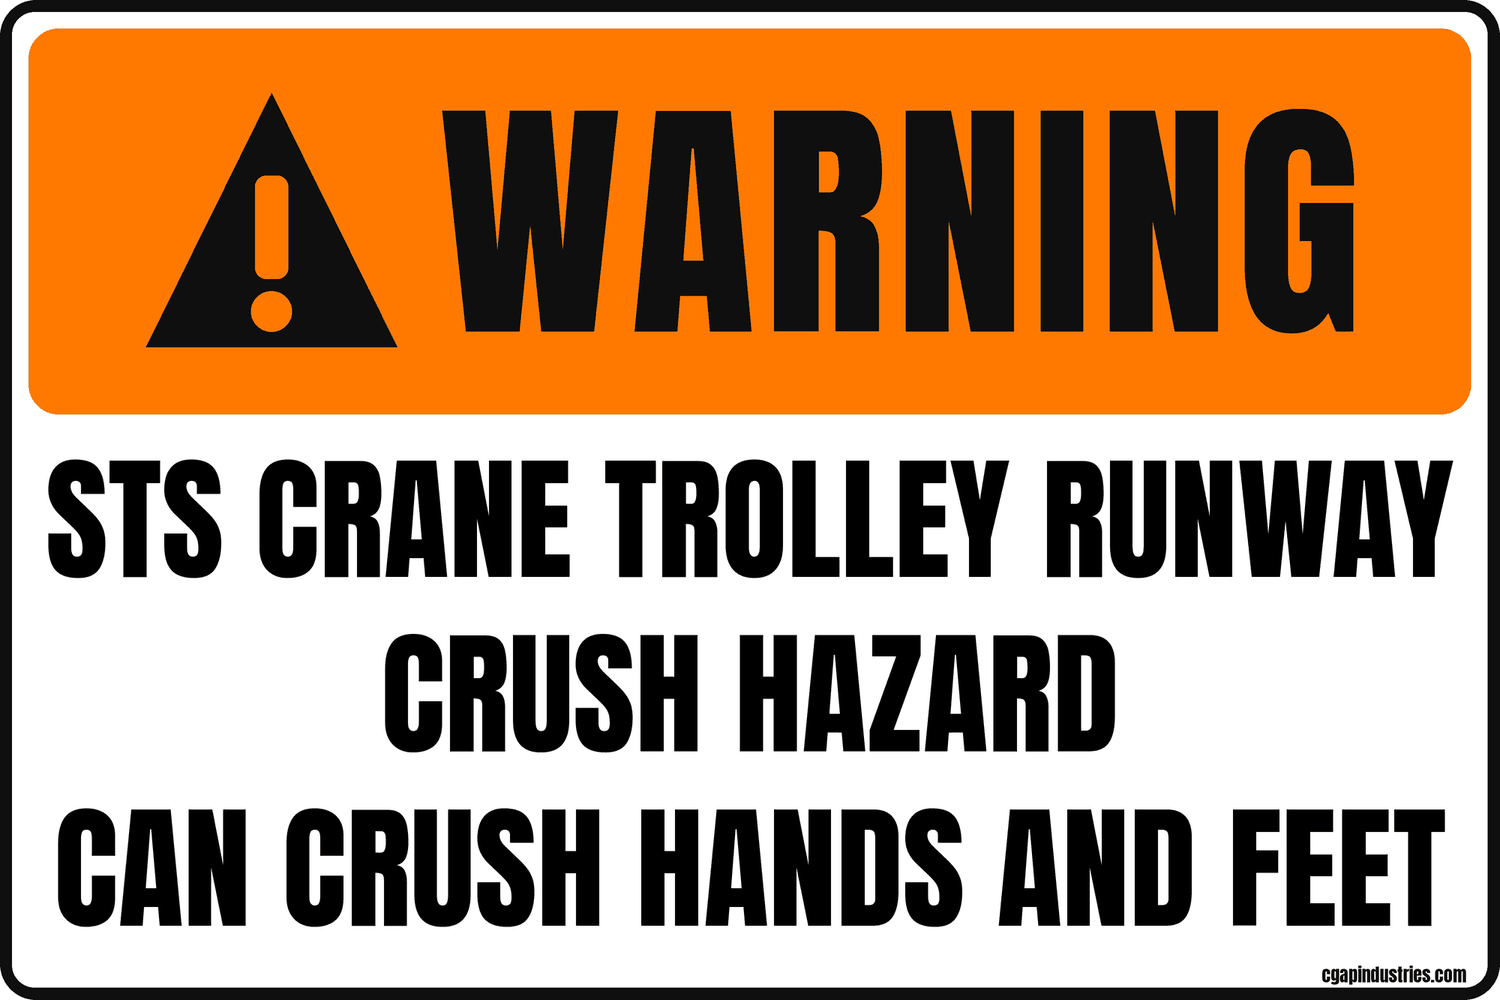 WARNING
STS CRANE TROLLEY RUNWAY
CRUSH HAZARD
CAN CRUSH HANDS AND FEET
cgapindustries.com